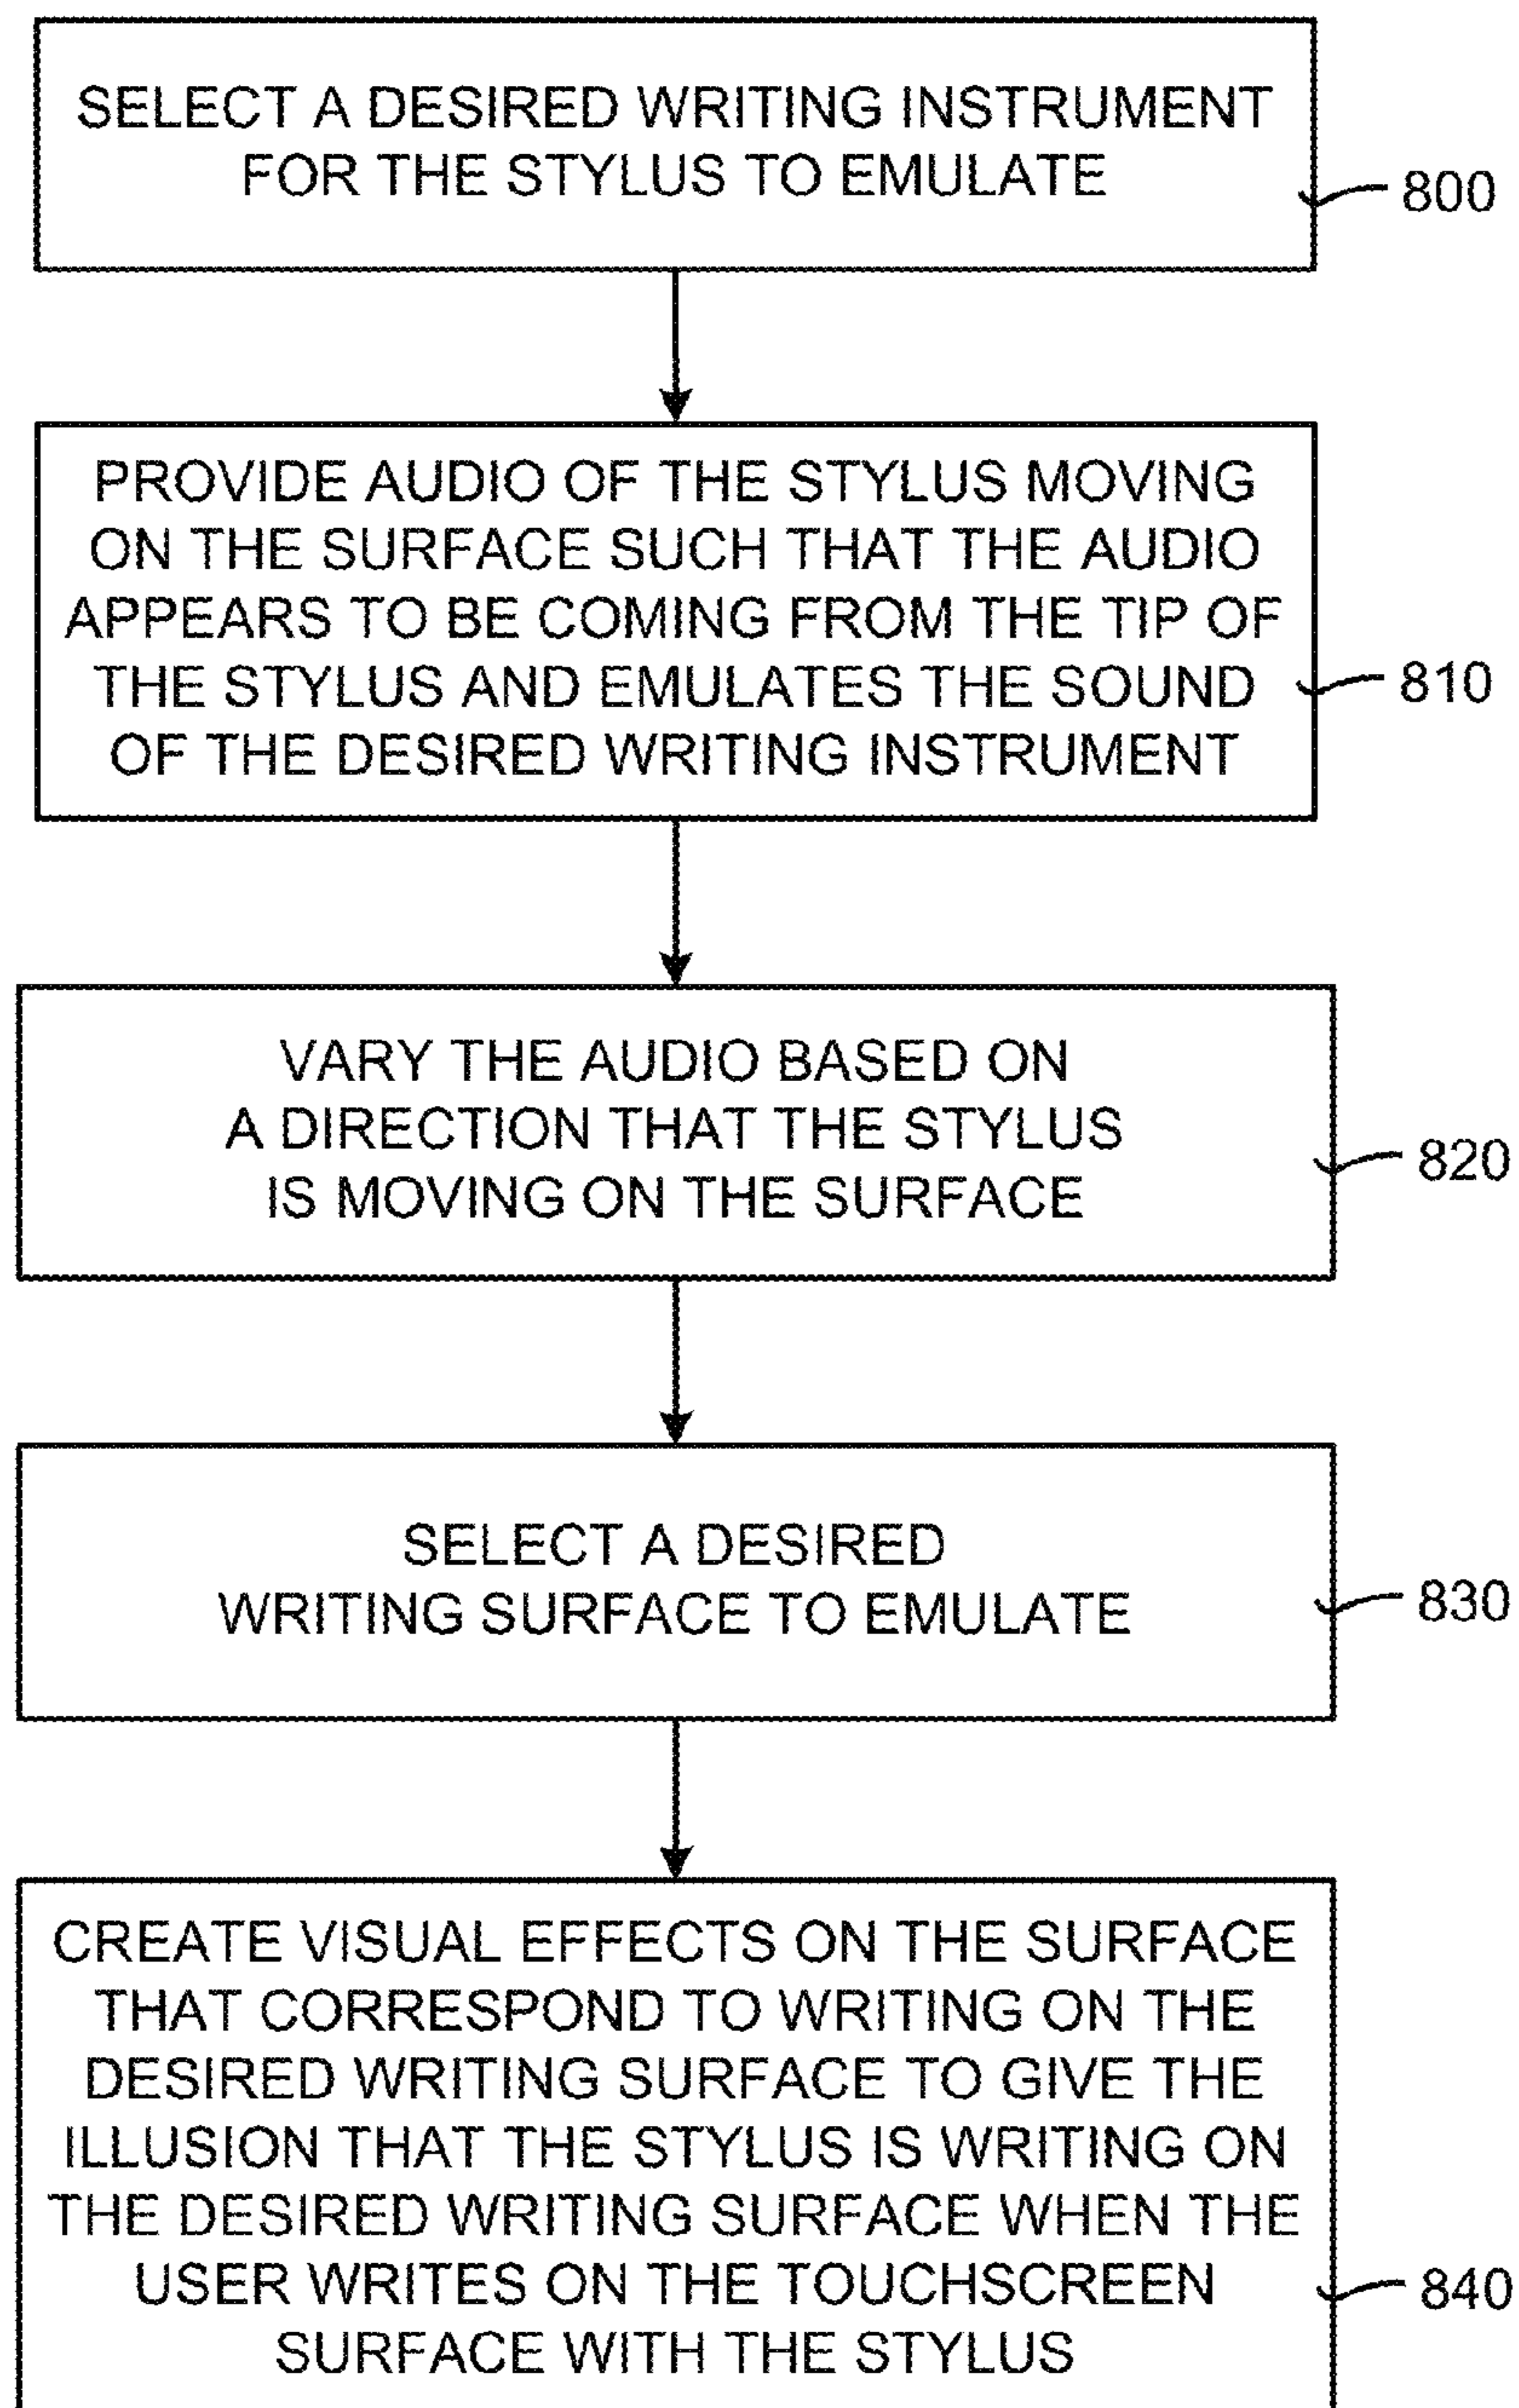 SELECT A DESIRED WRITING INSTRUMENT
FOR THE STYLUS TO EMULATE
800
PROVIDE AUDIO OF THE STYLUS MOVING
ON THE SURFACE SUCH THAT THE AUDIO
APPEARS TO BE COMING FROM THE TIP OF
THE STYLUS AND EMULATES THE SOUND
OF THE DESIRED WRITING INSTRUMENT
810
VARY THE AUDIO BASED ON
A DIRECTION THAT THE STYLUS
IS MOVING ON THE SURFACE
820
SELECT A DESIRED
WRITING SURFACE TO EMULATE
830
CREATE VISUAL EFFECTS ON THE SURFACE
THAT CORRESPOND TO WRITING ON THE
DESIRED WRITING SURFACE TO GIVE THE
ILLUSION THAT THE STYLUS IS WRITING ON
THE DESIRED WRITING SURFACE WHEN THE
USER WRITES ON THE TOUCHSCREEN
SURFACE WITH THE STYLUS
840